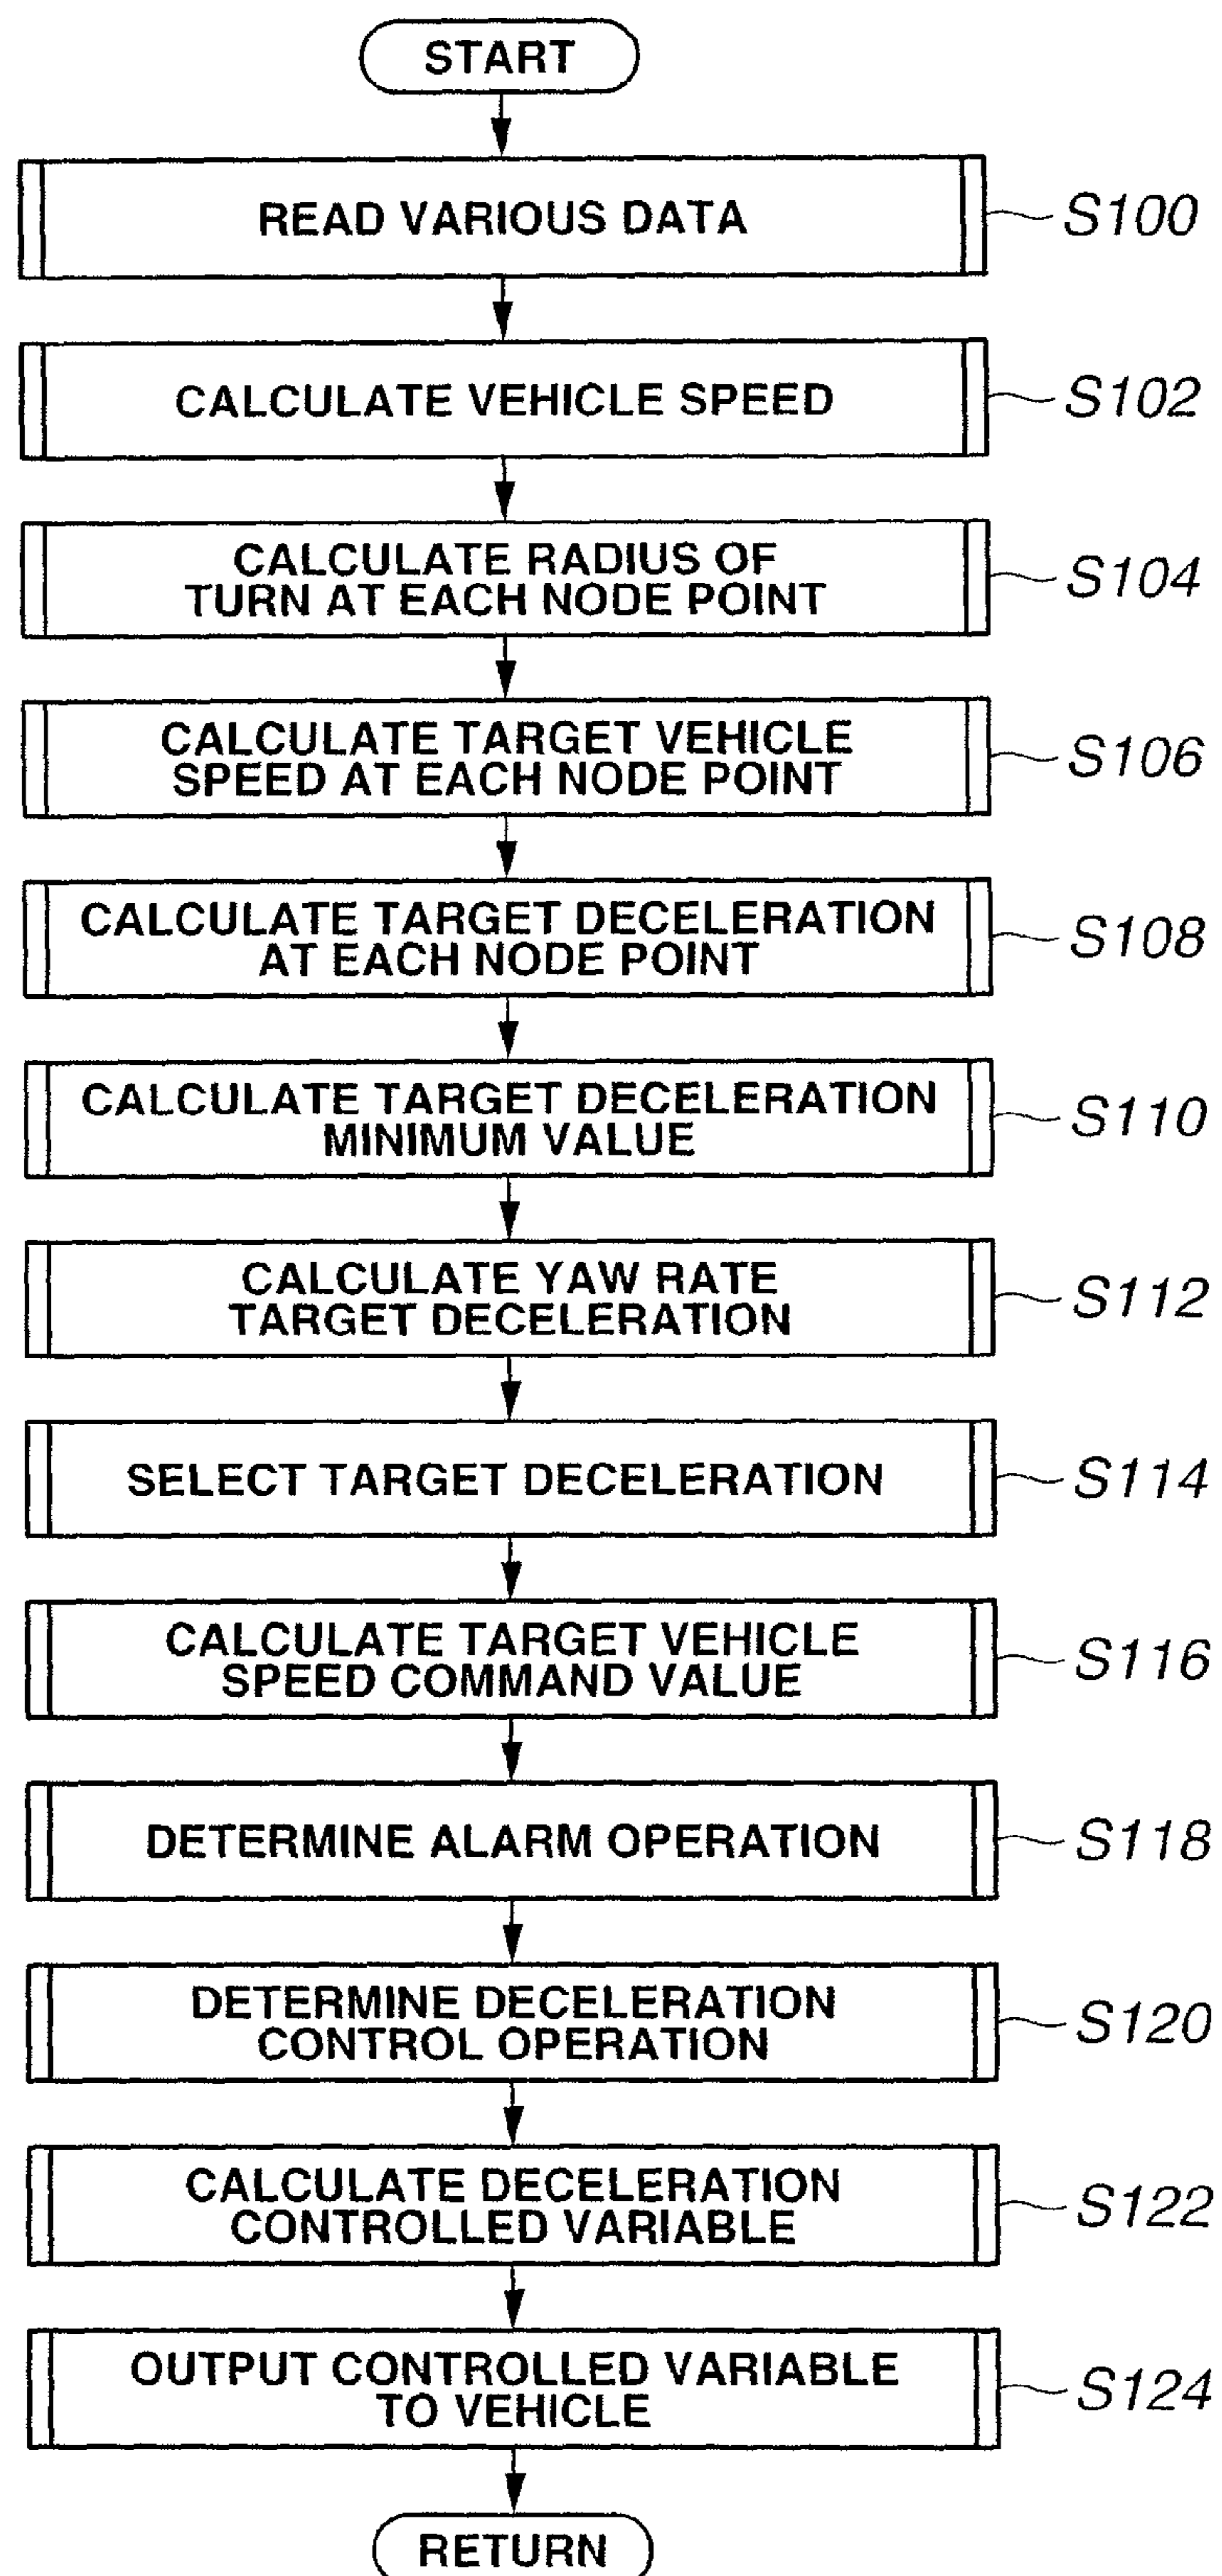 START
READ VARIOUS DATA
S100
CALCULATE VEHICLE SPEED
S102
CALCULATE RADIUS OF
TURN AT EACH NODE POINT
S104
CALCULATE TARGET VEHICLE
SPEED AT EACH NODE POINT
S106
CALCULATE TARGET DECELERATION
AT EACH NODE POINT
S108
CALCULATE TARGET DECELERATION
MINIMUM VALUE
S110
CALCULATE YAW RATE
TARGET DECELERATION
S112
SELECT TARGET DECELERATION
S114
CALCULATE TARGET VEHICLE
SPEED COMMAND VALUE
S116
DETERMINE ALARM OPERATION
S118
DETERMINE DECELERATION
CONTROL OPERATION
S120
CALCULATE DECELERATION
CONTROLLED VARIABLE
S122
OUTPUT CONTROLLED VARIABLE
TO VEHICLE
S124
RETURN